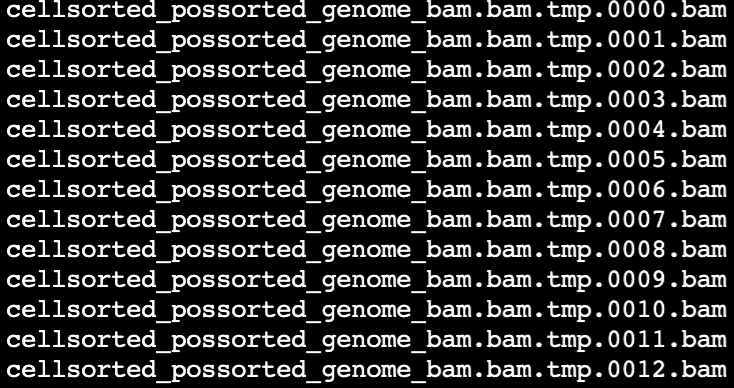 cellsorted_possorted_genome_bam.bam.tmp.0000.bam
cellsorted_possorted_genome_bam.bam.tmp.0001.bam
cellsorted_possorted_genome_bam.bam.tmp.0002.bam
cellsorted_possorted_genome_bam.bam.tmp.0003.bam
cellsorted_possorted_genome_bam.bam.tmp.0004.bam
cellsorted_possorted_genome_bam.bam.tmp.0005.bam
cellsorted_possorted_genome_bam.bam.tmp.0006.bam
cellsorted_possorted_genome_bam.bam.tmp.0007.bam
cellsorted_possorted_genome_bam.bam.tmp.0008.bam
cellsorted_possorted_genome_bam.bam.tmp.0009.bam
cellsorted_possorted_genome_bam.bam.tmp.0010.bam
cellsorted_possorted_genome_bam.bam.tmp.0011.bam
cellsorted_possorted_genome_bam.bam.tmp.0012.bam